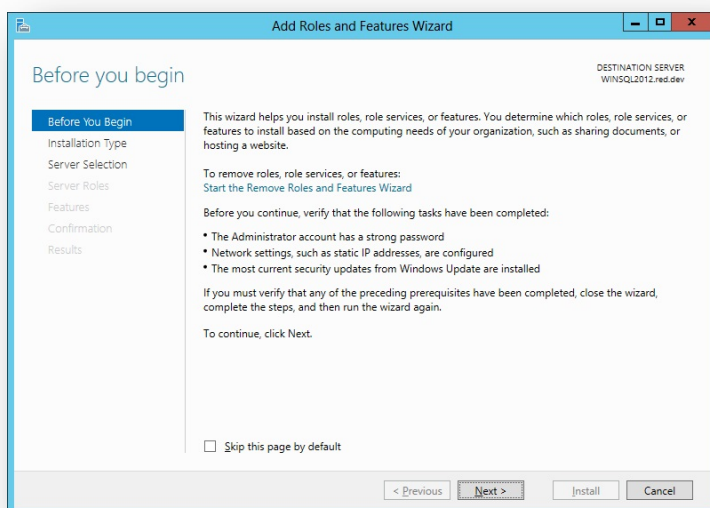 Add Roles and Features Wizard
Before you begin
DESTINATION SERVER
WINSQL2012.red.dev
Before You Begin
Installation Type
Server Selection
Server Roles
Features
Confirmation
Results
This wizard helps you install roles, role services, or features. You determine which roles, role services, or
features to install based on the computing needs of your organization, such as sharing documents, or
hosting a website.
To remove roles, role services, or features:
Start the Remove Roles and Features Wizard
Before you continue, verify that the following tasks have been completed:
• The Administrator account has a strong password
• Network settings, such as static IP addresses, are configured
• The most current security updates from Windows Update are installed
If you must verify that any of the preceding prerequisites have been completed, close the wizard,
complete the steps, and then run the wizard again.
To continue, click Next.
Skip this page by default
< Previous
Next >
Install
Cancel